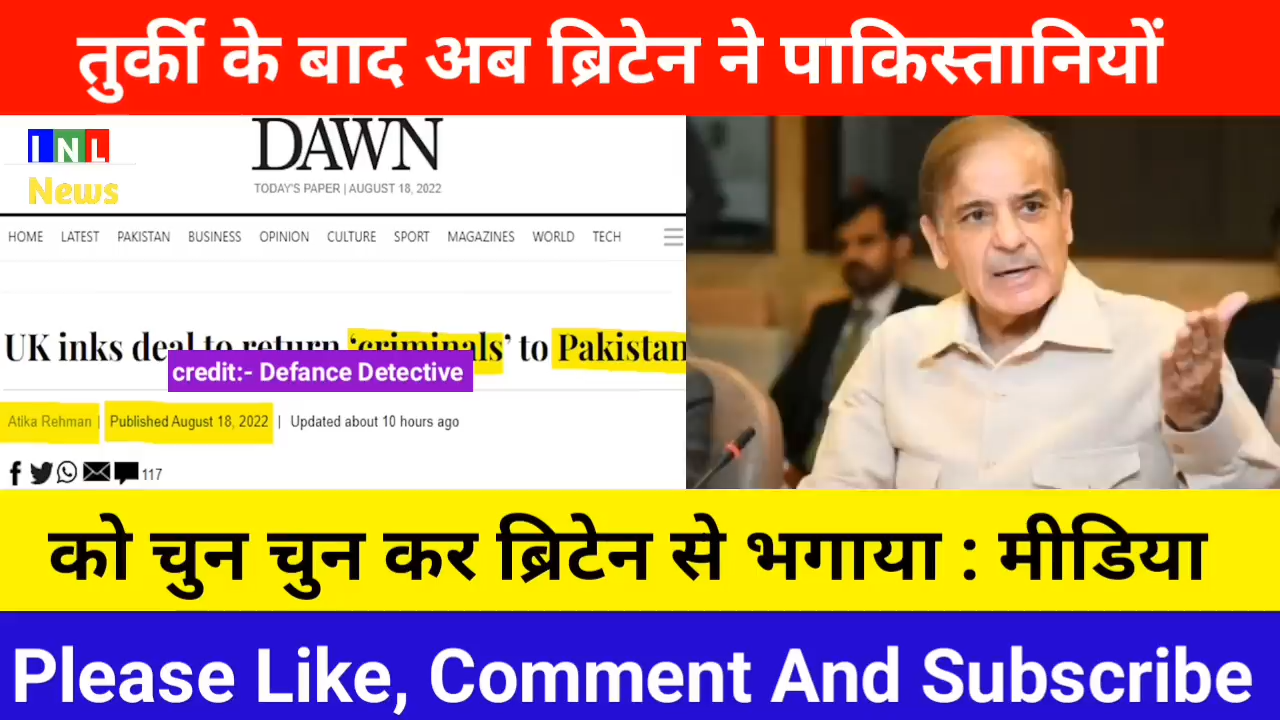 तुर्की के बाद अब ब्रिटेन ने पाकिस्तानियों
INL
News
DAWN
TODAY'S PAPER | AUGUST 18, 2022
HOME LATEST PAKISTAN BUSINESS OPINION CULTURE SPORT MAGAZINES WORLD TECH
UK inks deal to return 'criminals' to Pakistan
credit:- Defance Detective
Atika Rehman | Published August 18, 2022 | Updated about 10 hours ago
117
को चुन चुन कर ब्रिटेन से भगाया : मीडिया
Please Like, Comment And Subscribe